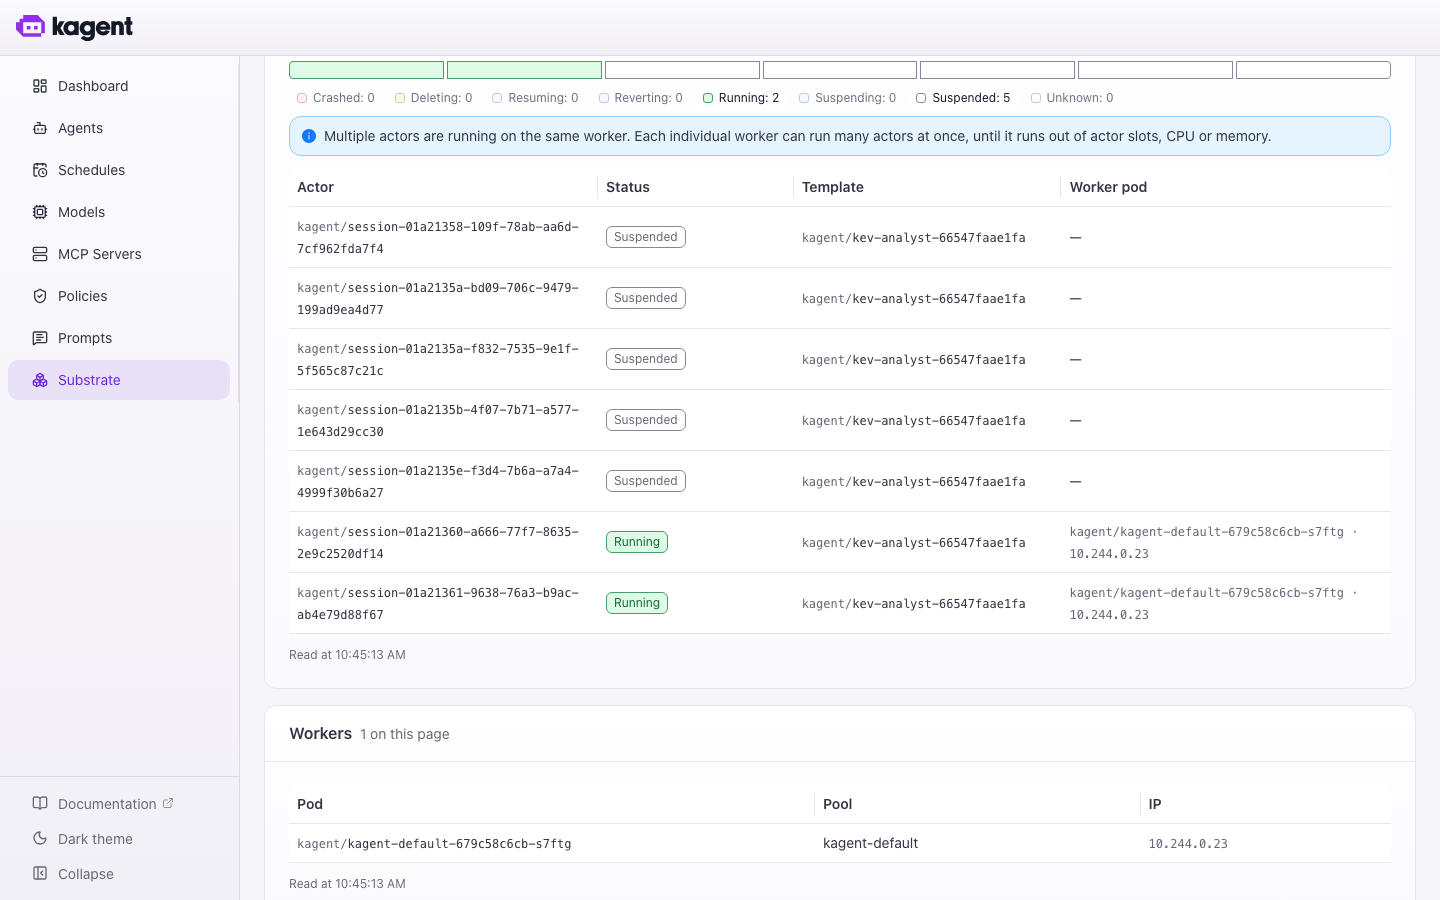 kagent
Dashboard
Agents
Schedules
Models
MCP Servers
Policies
Prompts
Substrate
Documentation
Dark theme
Collapse
Crashed: 0
Deleting: 0
Resuming: 0
Reverting: 0
Running: 2
Suspending: 0
Suspended: 5
Unknown: 0
Multiple actors are running on the same worker. Each individual worker can run many actors at once, until it runs out of actor slots, CPU or memory.
Actor Status Template Worker pod
kagent/session-01a21358-109f-78ab-aa6d-
7cf962fda7f4
Suspended
kagent/kev-analyst-66547faae1fa
—
kagent/session-01a2135a-bd09-706c-9479-
199ad9ea4d77
Suspended
kagent/kev-analyst-66547faae1fa
—
kagent/session-01a2135a-f832-7535-9e1f-
5f565c87c21c
Suspended
kagent/kev-analyst-66547faae1fa
—
kagent/session-01a2135b-4f07-7b71-a577-
1e643d29cc30
Suspended
kagent/kev-analyst-66547faae1fa
—
kagent/session-01a2135e-f3d4-7b6a-a7a4-
4999f30b6a27
Suspended
kagent/kev-analyst-66547faae1fa
—
kagent/session-01a21360-a666-77f7-8635-
2e9c2520df14
Running
kagent/kev-analyst-66547faae1fa
kagent/kagent-default-679c58c6cb-s7ftg ·
10.244.0.23
kagent/session-01a21361-9638-76a3-b9ac-
ab4e79d88f67
Running
kagent/kev-analyst-66547faae1fa
kagent/kagent-default-679c58c6cb-s7ftg ·
10.244.0.23
Read at 10:45:13 AM
Workers 1 on this page
Pod Pool IP
kagent/kagent-default-679c58c6cb-s7ftg kagent-default 10.244.0.23
Read at 10:45:13 AM